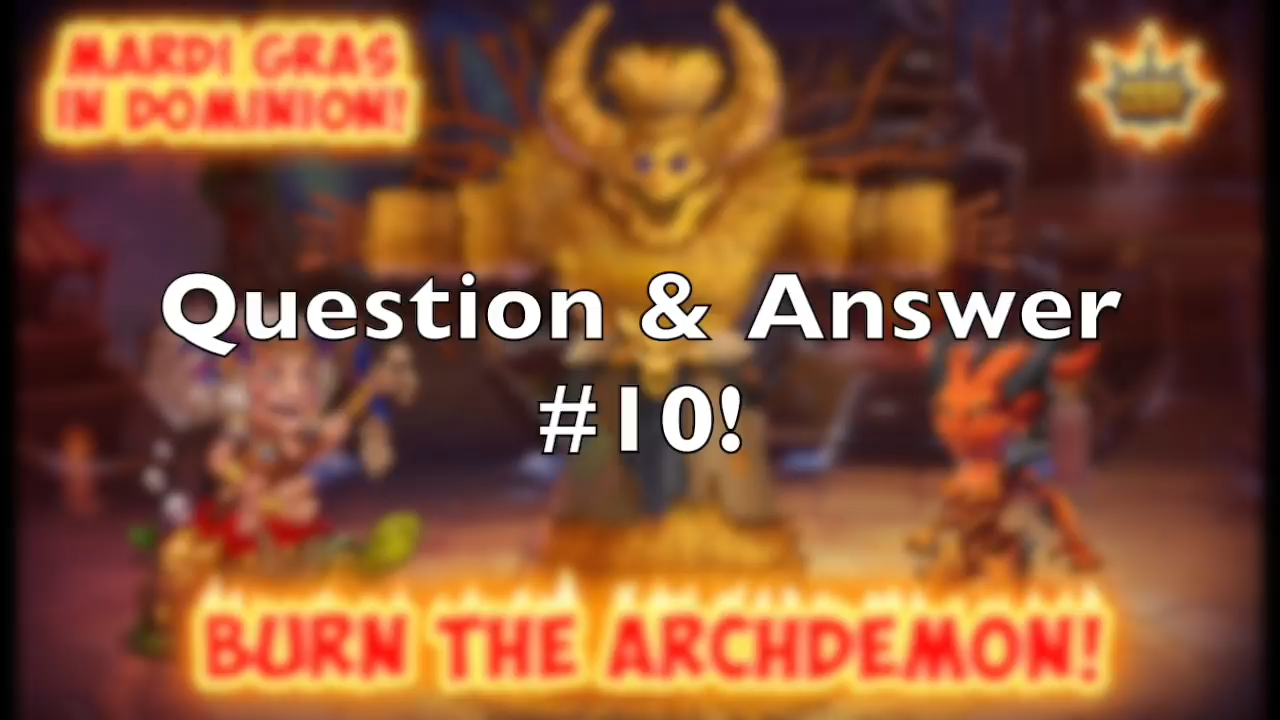 MARDI GRAS
IN DOMINION!
Question & Answer
#10!
BURN THE ARCHDEMON!